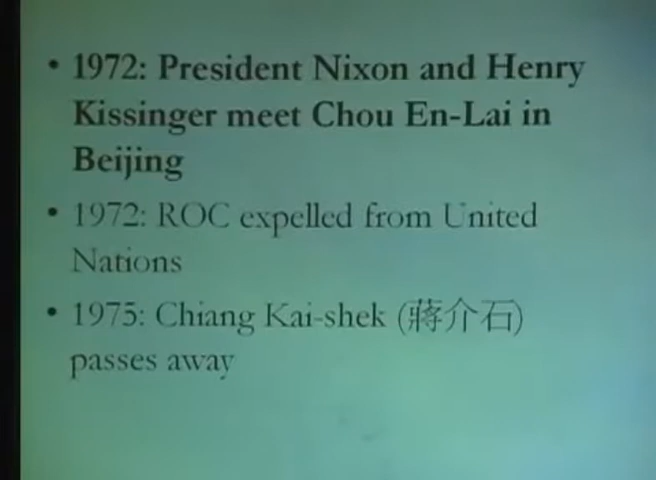 • 1972: President Nixon and Henry
Kissinger meet Chou En-Lai in
Beijing
• 1972: ROC expelled from United
Nations
• 1975: Chiang Kai-shek (蔣介石)
passes away